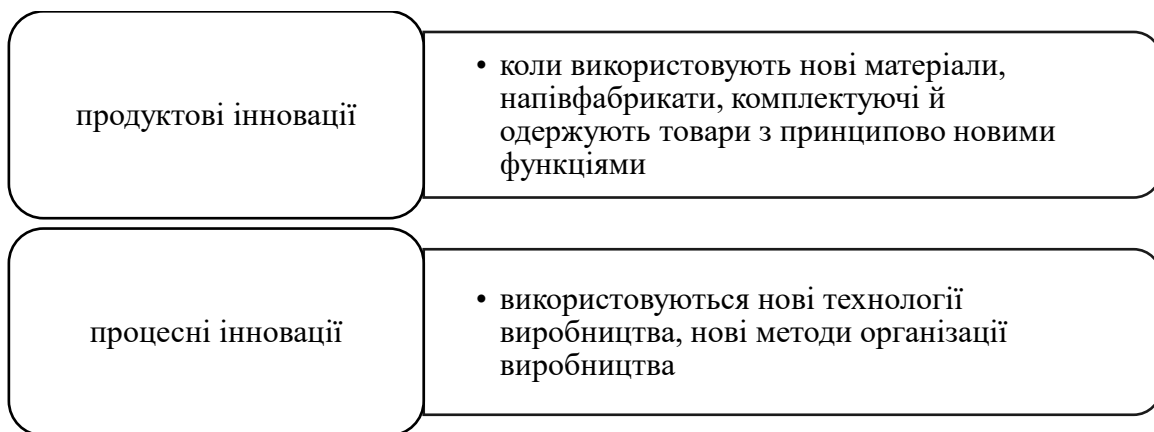 продуктові інновації
• коли використовують нові матеріали,
напівфабрикати, комплектуючі й
одержують товари з принципово новими
функціями
процесні інновації
• використовуються нові технології
виробництва, нові методи організації
виробництва